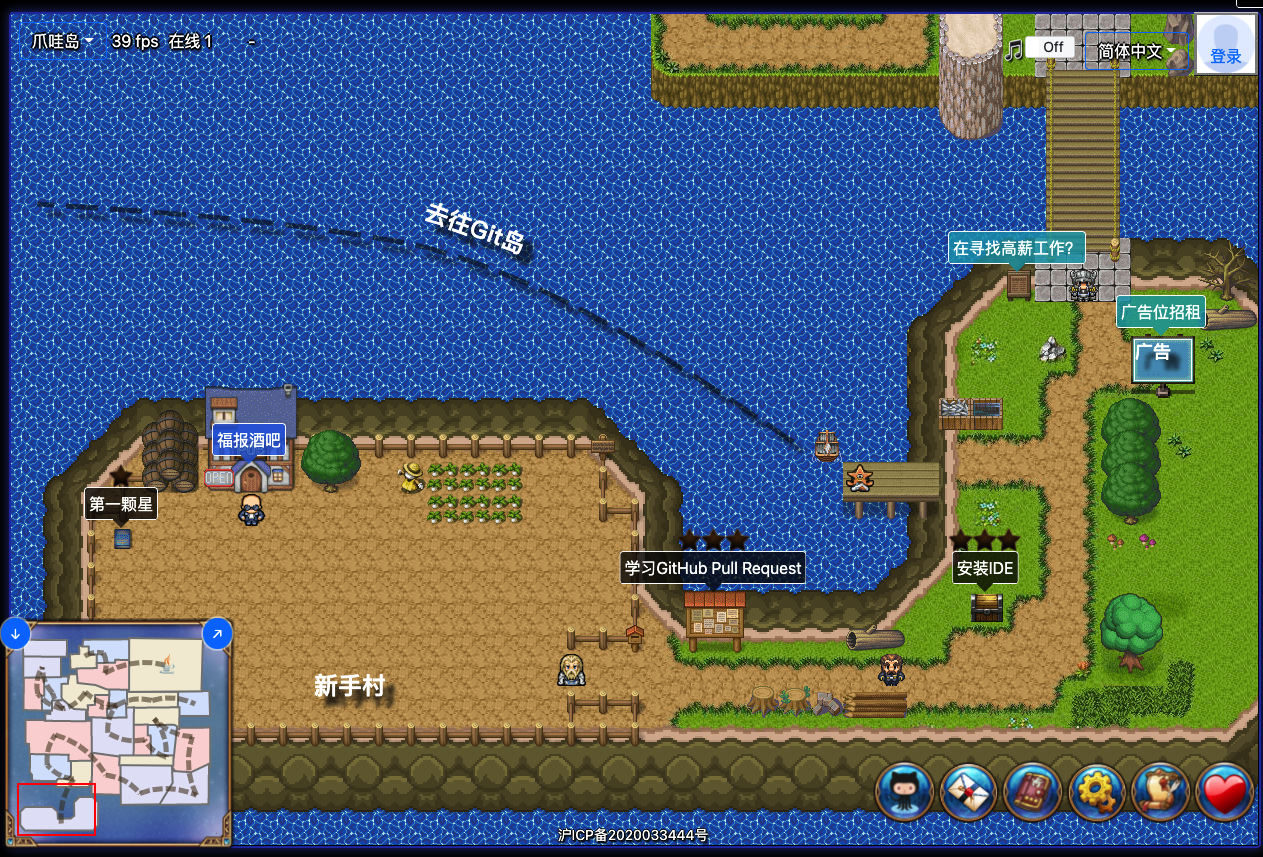 爪哇岛
39 fps
在线 1
-
Off
简体中文
登录
去往Git岛
在寻找高薪工作?
广告位招租
广告
福报酒吧
OPEN
第一颗星
学习GitHub Pull Request
安装IDE
新手村
沪ICP备2020033444号